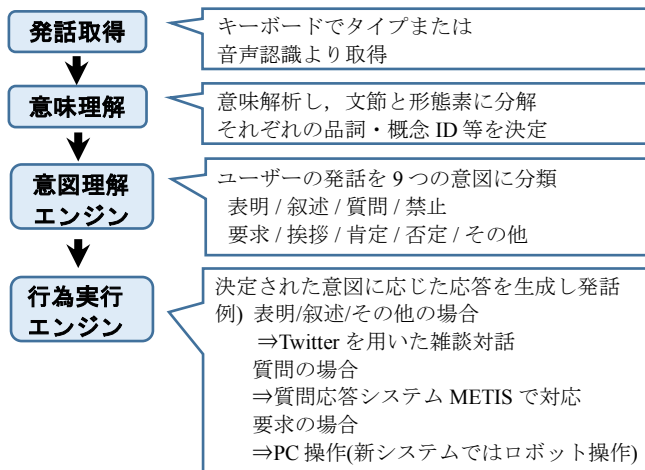 発話取得
キーボードでタイプまたは
音声認識より取得
意味理解
意味解析し，文節と形態素に分解
それぞれの品詞・概念 ID 等を決定
意図理解
エンジン
ユーザーの発話を 9 つの意図に分類
表明 / 叙述 / 質問 / 禁止
要求 / 挨拶 / 肯定 / 否定 / その他
行為実行
エンジン
決定された意図に応じた応答を生成し発話
例) 表明/叙述/その他の場合
⇒Twitter を用いた雑談対話
質問の場合
⇒質問応答システム METIS で対応
要求の場合
⇒PC 操作(新システムではロボット操作)